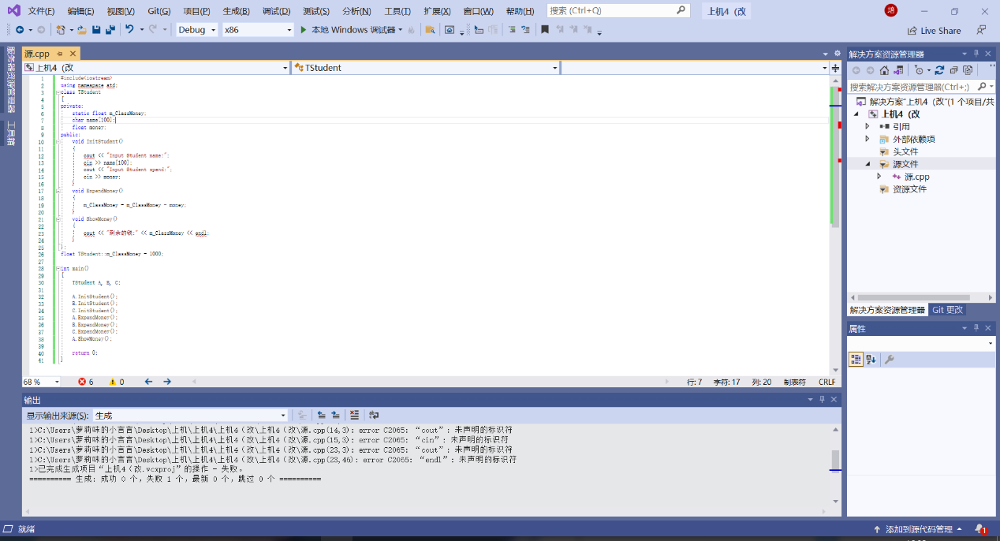 文件(F) 编辑(E) 视图(V) Git(G) 项目(P) 生成(B) 调试(D) 测试(S) 分析(N) 工具(T) 扩展(X) 窗口(W) 帮助(H) 搜索 (Ctrl+Q) 上机4（改 培
Debug x86 本地 Windows 调试器 Live Share
服务器资源管理器
工具箱
源.cpp
上机4（改 TStudent
1 #include<iostream>
2 using namespace std;
3 class TStudent
4 {
5 private:
6 static float m_ClassMoney;
7 char name[100];
8 float money;
9 public:
10 void InitStudent()
11 {
12 cout << "Input Student name:";
13 cin >> name[100];
14 cout << "Input Student spend:";
15 cin >> money;
16 }
17 void ExpendMoney()
18 {
19 m_ClassMoney = m_ClassMoney - money;
20 }
21 void ShowMoney()
22 {
23 cout << "剩余的钱:" << m_ClassMoney << endl;
24 }
25 };
26 float TStudent::m_ClassMoney = 1000;
27
28 int main()
29 {
30 TStudent A, B, C;
31
32 A.InitStudent();
33 B.InitStudent();
34 C.InitStudent();
35 A.ExpendMoney();
36 B.ExpendMoney();
37 C.ExpendMoney();
38 A.ShowMoney();
39
40 return 0;
41 }
68 % 6 0 行: 7 字符: 17 列: 20 制表符 CRLF
输出
显示输出来源(S): 生成
1>C:\Users\萝莉味的小言言\Desktop\上机\上机4\上机4（改\上机4（改\源.cpp(14,3): error C2065: “cout”: 未声明的标识符
1>C:\Users\萝莉味的小言言\Desktop\上机\上机4\上机4（改\上机4（改\源.cpp(15,3): error C2065: “cin”: 未声明的标识符
1>C:\Users\萝莉味的小言言\Desktop\上机\上机4\上机4（改\上机4（改\源.cpp(23,3): error C2065: “cout”: 未声明的标识符
1>C:\Users\萝莉味的小言言\Desktop\上机\上机4\上机4（改\上机4（改\源.cpp(23,46): error C2065: “endl”: 未声明的标识符
1>已完成生成项目“上机4（改.vcxproj”的操作 - 失败。
========== 生成: 成功 0 个，失败 1 个，最新 0 个，跳过 0 个 ==========
解决方案资源管理器
搜索解决方案资源管理器(Ctrl+;)
解决方案"上机4（改"(1 个项目/共
上机4（改
引用
外部依赖项
头文件
源文件
源.cpp
资源文件
解决方案资源管理器 Git 更改
属性
就绪 添加到源代码管理 1